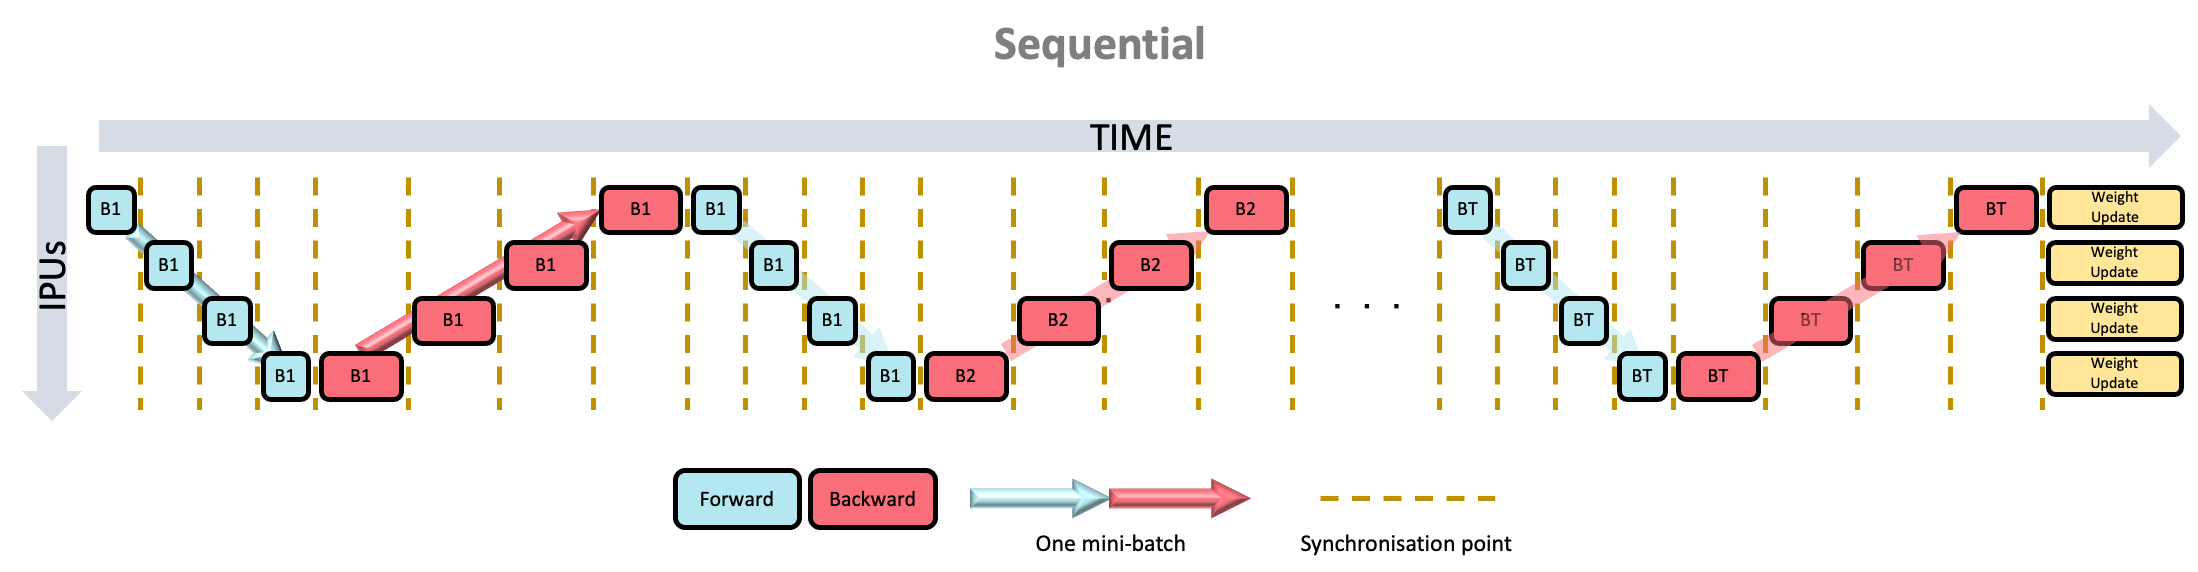 Sequential
TIME
IPUs
B1 B1 B1 BT BT Weight
Update
B1 B1 B1 B2 BT BT Weight
Update
B1 B1 B1 B2 . . . BT BT Weight
Update
B1 B1 B1 B2 BT BT Weight
Update
Forward Backward
One mini-batch Synchronisation point